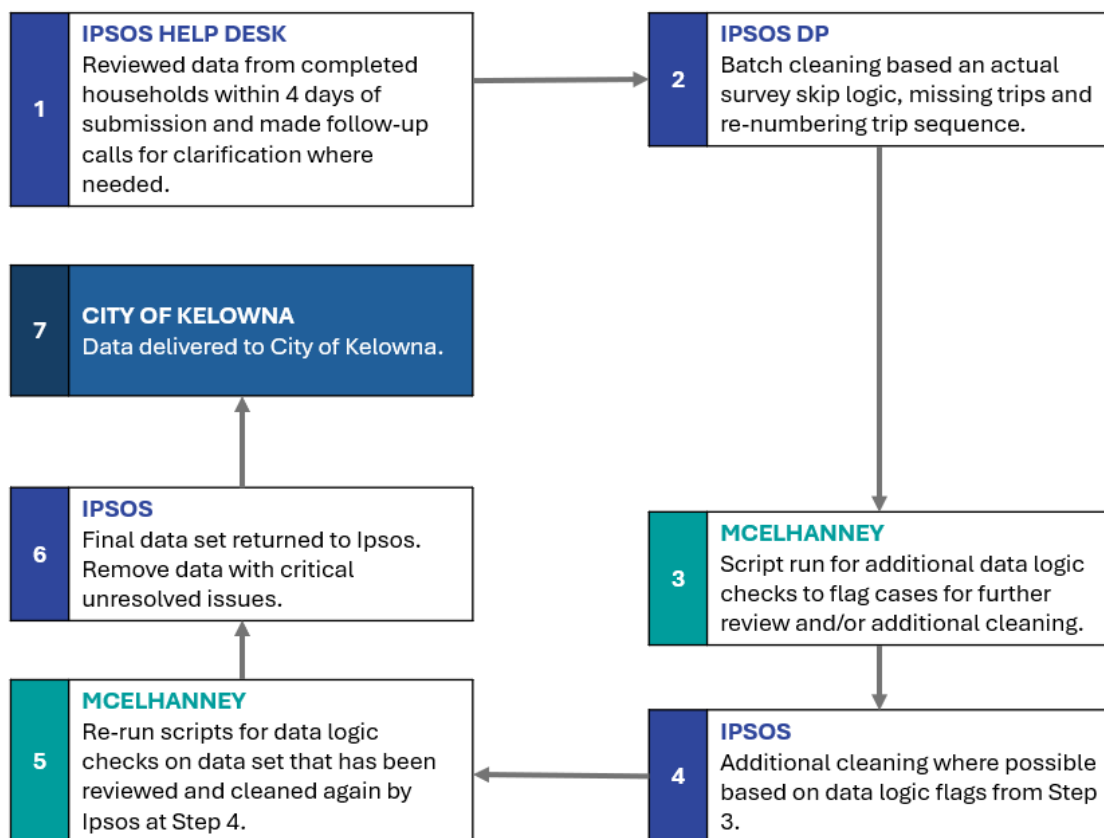 1
IPSOS HELP DESK
Reviewed data from completed
households within 4 days of
submission and made follow-up
calls for clarification where
needed.
2
IPSOS DP
Batch cleaning based an actual
survey skip logic, missing trips and
re-numbering trip sequence.
3
MCELHANNEY
Script run for additional data logic
checks to flag cases for further
review and/or additional cleaning.
4
IPSOS
Additional cleaning where possible
based on data logic flags from Step
3.
5
MCELHANNEY
Re-run scripts for data logic
checks on data set that has been
reviewed and cleaned again by
Ipsos at Step 4.
6
IPSOS
Final data set returned to Ipsos.
Remove data with critical
unresolved issues.
7
CITY OF KELOWNA
Data delivered to City of Kelowna.